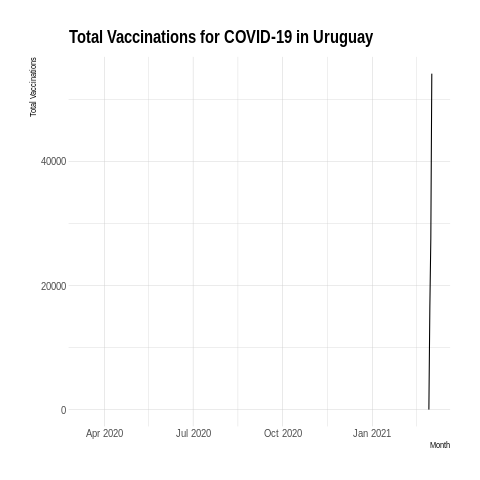 Total Vaccinations for COVID-19 in Uruguay
Total Vaccinations
40000
20000
0
Apr 2020
Jul 2020
Oct 2020
Jan 2021
Month